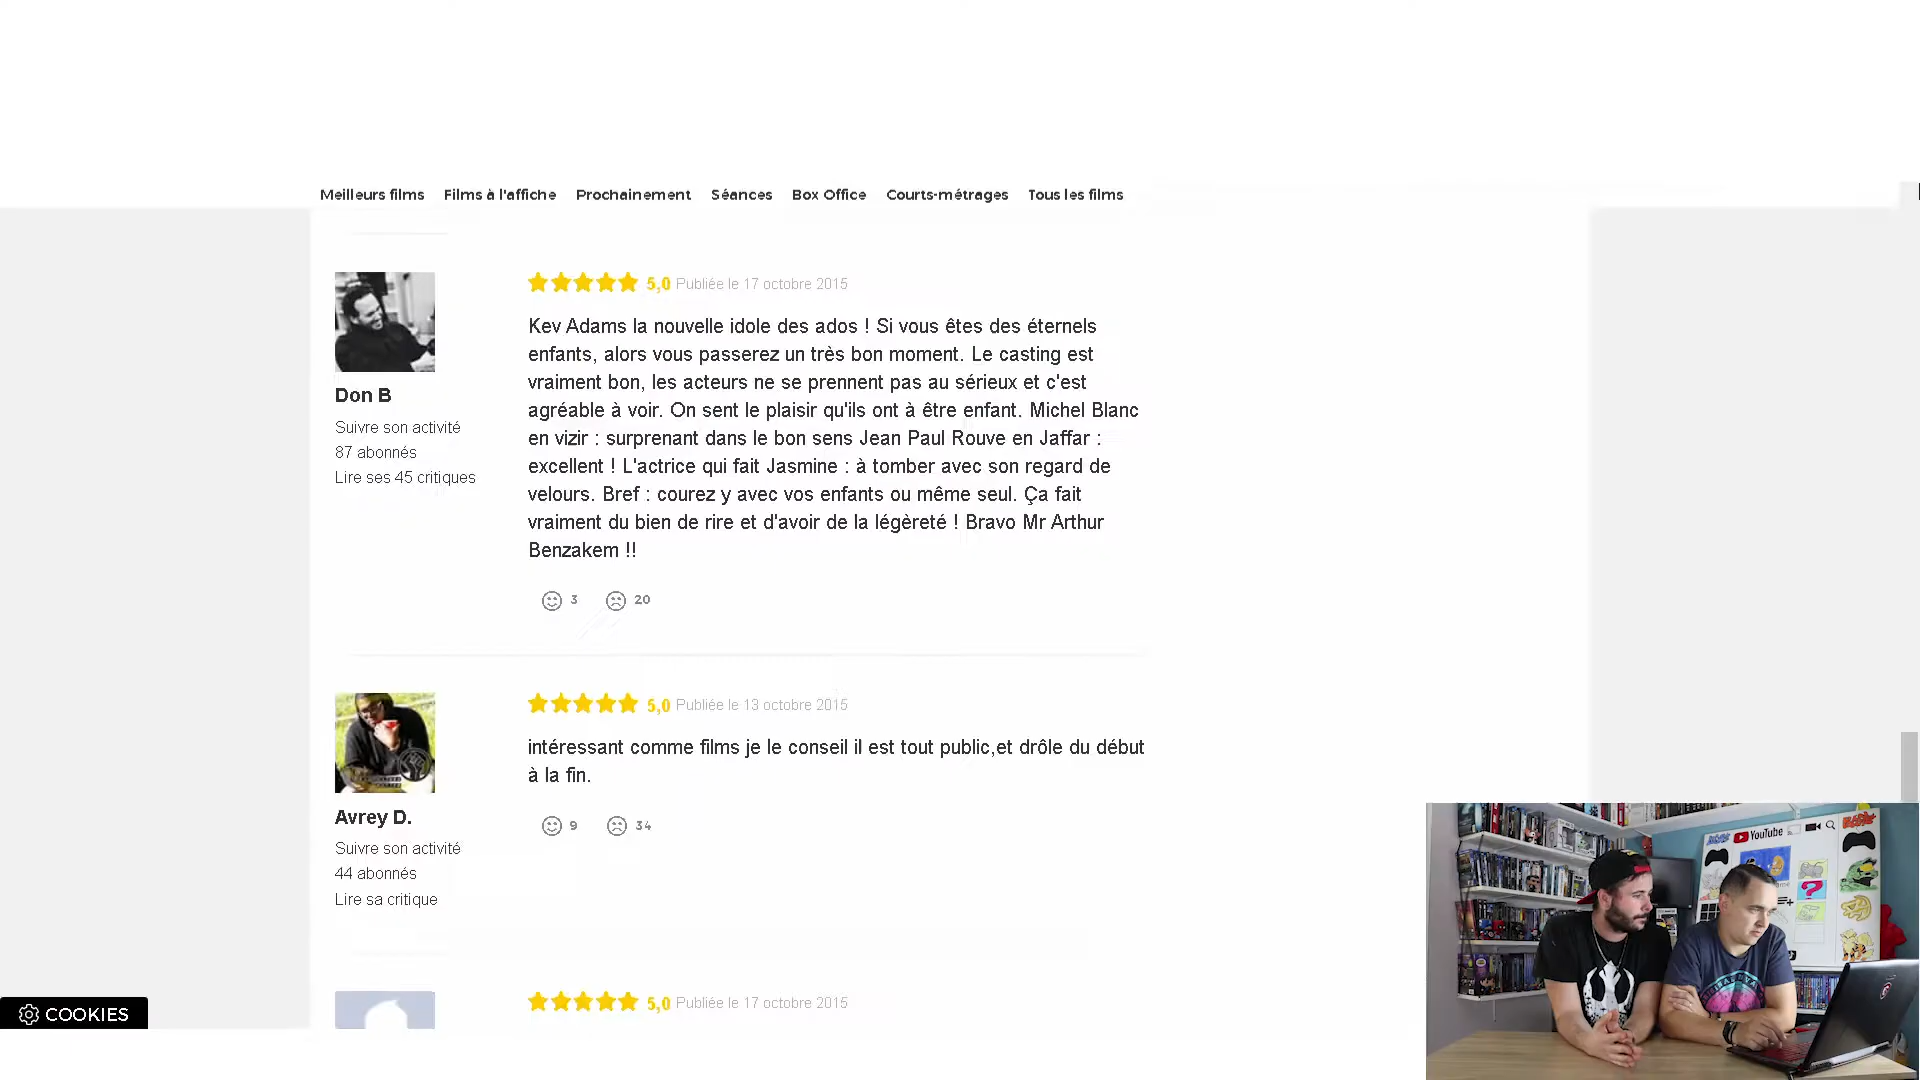 Meilleurs films Films à l'affiche Prochainement Séances Box Office Courts-métrages Tous les films
5,0 Publiée le 17 octobre 2015
Kev Adams la nouvelle idole des ados ! Si vous êtes des éternels
enfants, alors vous passerez un très bon moment. Le casting est
vraiment bon, les acteurs ne se prennent pas au sérieux et c'est
agréable à voir. On sent le plaisir qu'ils ont à être enfant. Michel Blanc
en vizir : surprenant dans le bon sens Jean Paul Rouve en Jaffar :
excellent ! L'actrice qui fait Jasmine : à tomber avec son regard de
velours. Bref : courez y avec vos enfants ou même seul. Ça fait
vraiment du bien de rire et d'avoir de la légèreté ! Bravo Mr Arthur
Benzakem !!
3 20
Don B
Suivre son activité
87 abonnés
Lire ses 45 critiques
5,0 Publiée le 13 octobre 2015
intéressant comme films je le conseil il est tout public,et drôle du début
à la fin.
9 34
Avrey D.
Suivre son activité
44 abonnés
Lire sa critique
5,0 Publiée le 17 octobre 2015
COOKIES
YouTube